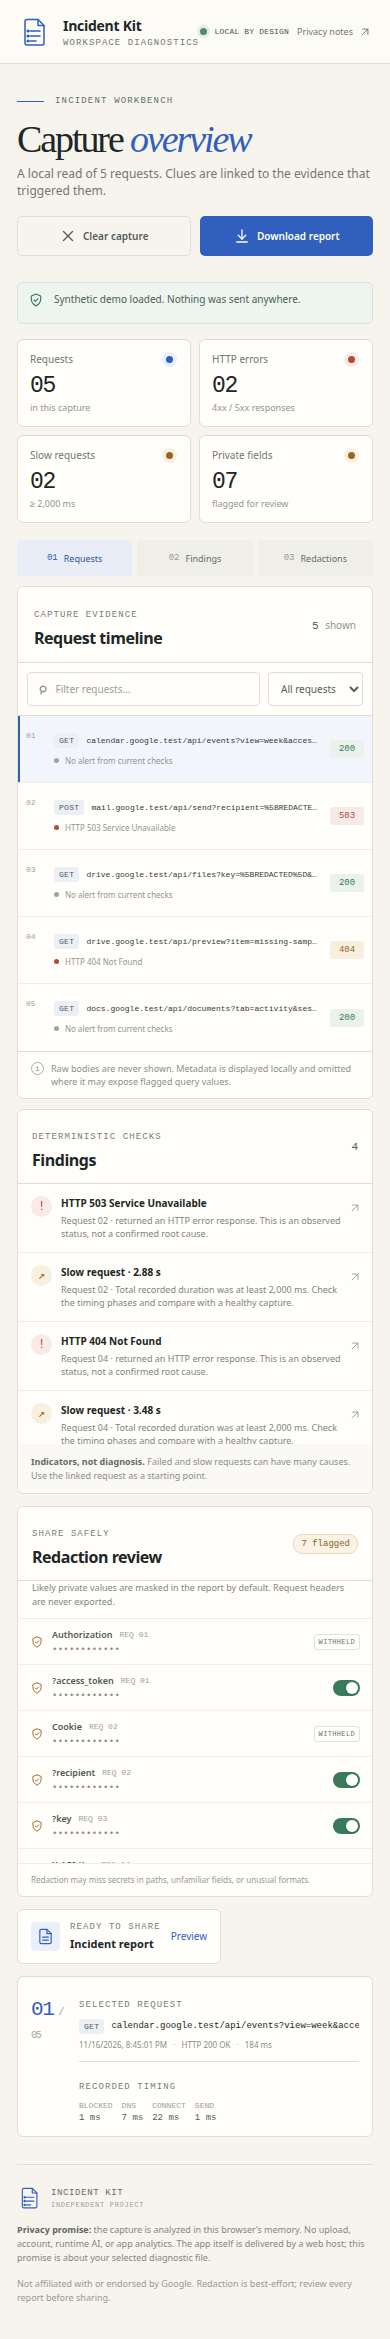 Incident Kit
WORKSPACE DIAGNOSTICS
LOCAL BY DESIGN
Privacy notes
INCIDENT WORKBENCH
Capture overview
A local read of 5 requests. Clues are linked to the evidence that
triggered them.
Clear capture
Download report
Synthetic demo loaded. Nothing was sent anywhere.
Requests
05
in this capture
HTTP errors
02
4xx / 5xx responses
Slow requests
02
≥ 2,000 ms
Private fields
07
flagged for review
01 Requests
02 Findings
03 Redactions
CAPTURE EVIDENCE
Request timeline
5 shown
Filter requests...
All requests
01
GET calendar.google.test/api/events?view=week&acces…
No alert from current checks
200
02
POST mail.google.test/api/send?recipient=%5BREDACTE…
HTTP 503 Service Unavailable
503
03
GET drive.google.test/api/files?key=%5BREDACTED%5D&…
No alert from current checks
200
04
GET drive.google.test/api/preview?item=missing-samp…
HTTP 404 Not Found
404
05
GET docs.google.test/api/documents?tab=activity&ses…
No alert from current checks
200
Raw bodies are never shown. Metadata is displayed locally and omitted
where it may expose flagged query values.
DETERMINISTIC CHECKS
Findings
4
HTTP 503 Service Unavailable
Request 02 · returned an HTTP error response. This is an observed
status, not a confirmed root cause.
Slow request · 2.88 s
Request 02 · Total recorded duration was at least 2,000 ms. Check
the timing phases and compare with a healthy capture.
HTTP 404 Not Found
Request 04 · returned an HTTP error response. This is an observed
status, not a confirmed root cause.
Slow request · 3.48 s
Request 04 · Total recorded duration was at least 2,000 ms. Check
the timing phases and compare with a healthy capture.
Indicators, not diagnosis. Failed and slow requests can have many causes.
Use the linked request as a starting point.
SHARE SAFELY
Redaction review
7 flagged
Likely private values are masked in the report by default. Request headers
are never exported.
Authorization REQ 01
••••••••••••
WITHHELD
?access_token REQ 01
••••••••••••
Cookie REQ 02
••••••••••••
WITHHELD
?recipient REQ 02
••••••••••••
?key REQ 03
••••••••••••
Redaction may miss secrets in paths, unfamiliar fields, or unusual formats.
READY TO SHARE
Incident report
Preview
01 /
05
SELECTED REQUEST
GET calendar.google.test/api/events?view=week&acce
11/16/2026, 8:45:01 PM · HTTP 200 OK · 184 ms
RECORDED TIMING
BLOCKED DNS CONNECT SEND
1 ms 7 ms 22 ms 1 ms
INCIDENT KIT
INDEPENDENT PROJECT
Privacy promise: the capture is analyzed in this browser's memory. No upload,
account, runtime AI, or app analytics. The app itself is delivered by a web host; this
promise is about your selected diagnostic file.
Not affiliated with or endorsed by Google. Redaction is best-effort; review every
report before sharing.